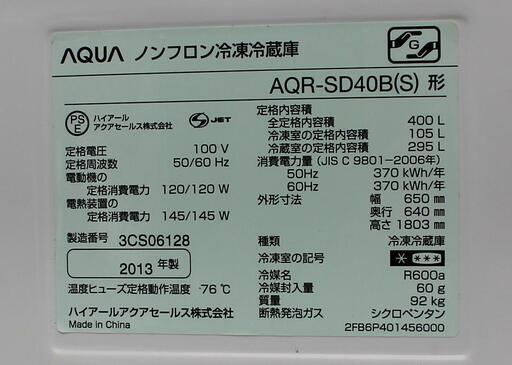 AQUA ノンフロン冷凍冷蔵庫
G
AQR-SD40B(S) 形
PS E ハイアール アクアセールス株式会社 S JET
定格電圧 100 V
定格周波数 50/60 Hz
電動機の
定格消費電力 120/120 W
電熱装置の
定格消費電力 145/145 W
製造番号 3CS06128
2013 年製
温度ヒューズ定格動作温度 -76 ℃
ハイアールアクアセールス株式会社
Made in China
定格内容積
全定格内容積 400 L
冷凍室の定格内容積 105 L
冷蔵室の定格内容積 295 L
消費電力量 (JIS C 9801-2006年)
50Hz 370 kWh/年
60Hz 370 kWh/年
外形寸法 幅 650 mm
奥行 640 mm
高さ 1803 mm
種類 冷凍冷蔵庫
冷凍室の記号 * ***
冷媒名 R600a
冷媒封入量 60 g
質量 92 kg
断熱発泡ガス シクロペンタン
2FB6P401456000